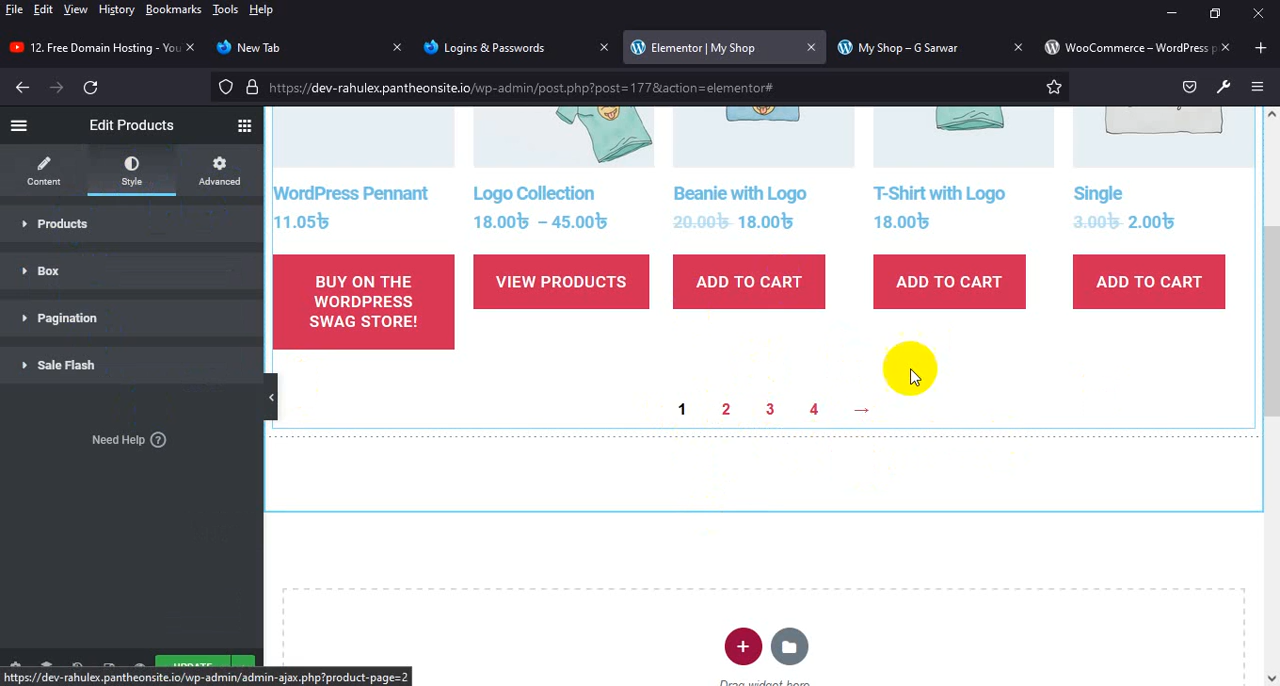 File Edit View History Bookmarks Tools Help
12. Free Domain Hosting - You
New Tab
Logins & Passwords
Elementor | My Shop
My Shop – G Sarwar
WooCommerce – WordPress p
https://dev-rahulex.pantheonsite.io/wp-admin/post.php?post=177&action=elementor#
Edit Products
Content Style Advanced
Products
Box
Pagination
Sale Flash
Need Help ?
UPDATE
WordPress Pennant
11.05৳
BUY ON THE
WORDPRESS
SWAG STORE!
Logo Collection
18.00৳ – 45.00৳
VIEW PRODUCTS
Beanie with Logo
20.00৳ 18.00৳
ADD TO CART
T-Shirt with Logo
18.00৳
ADD TO CART
Single
3.00৳ 2.00৳
ADD TO CART
1 2 3 4 →
Drag widget here
https://dev-rahulex.pantheonsite.io/wp-admin/admin-ajax.php?product-page=2